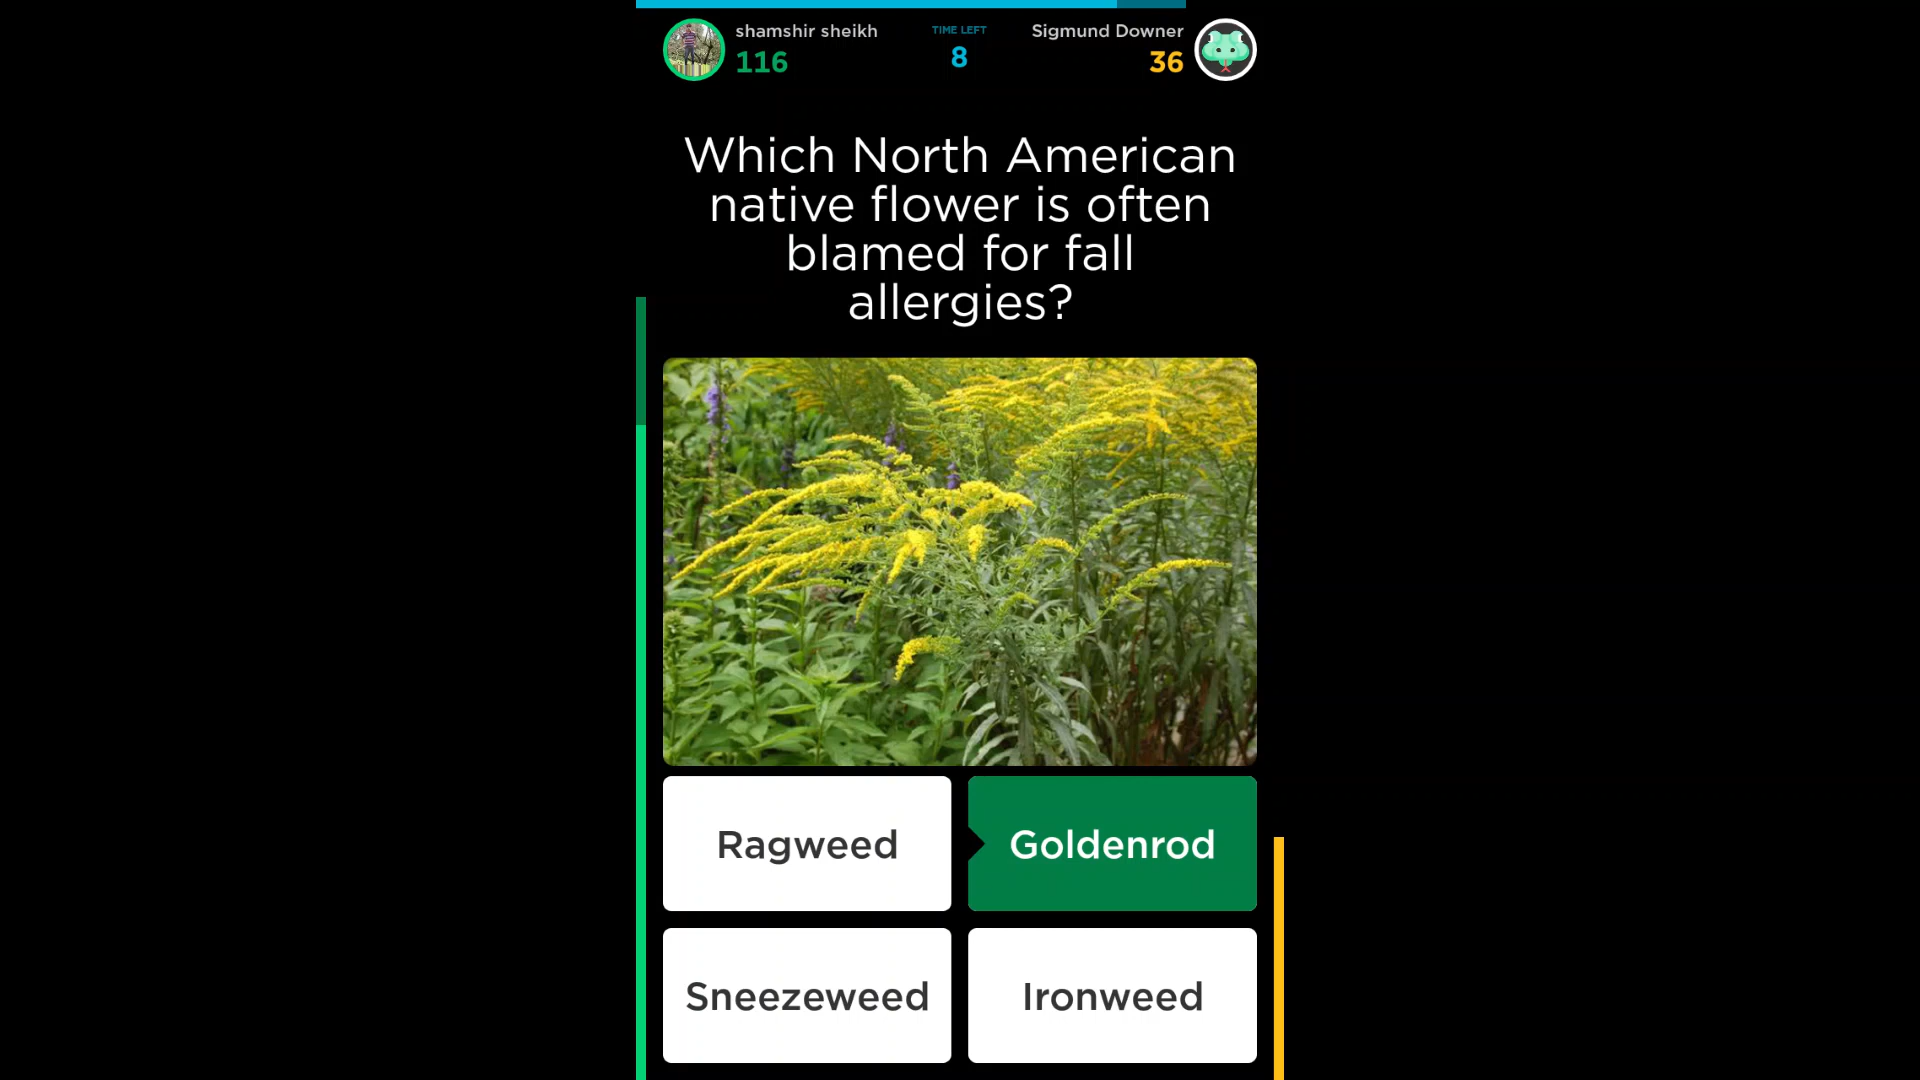 shamshir sheikh
116
TIME LEFT
8
Sigmund Downer
36
Which North American
native flower is often
blamed for fall
allergies?
Ragweed
Goldenrod
Sneezeweed
Ironweed